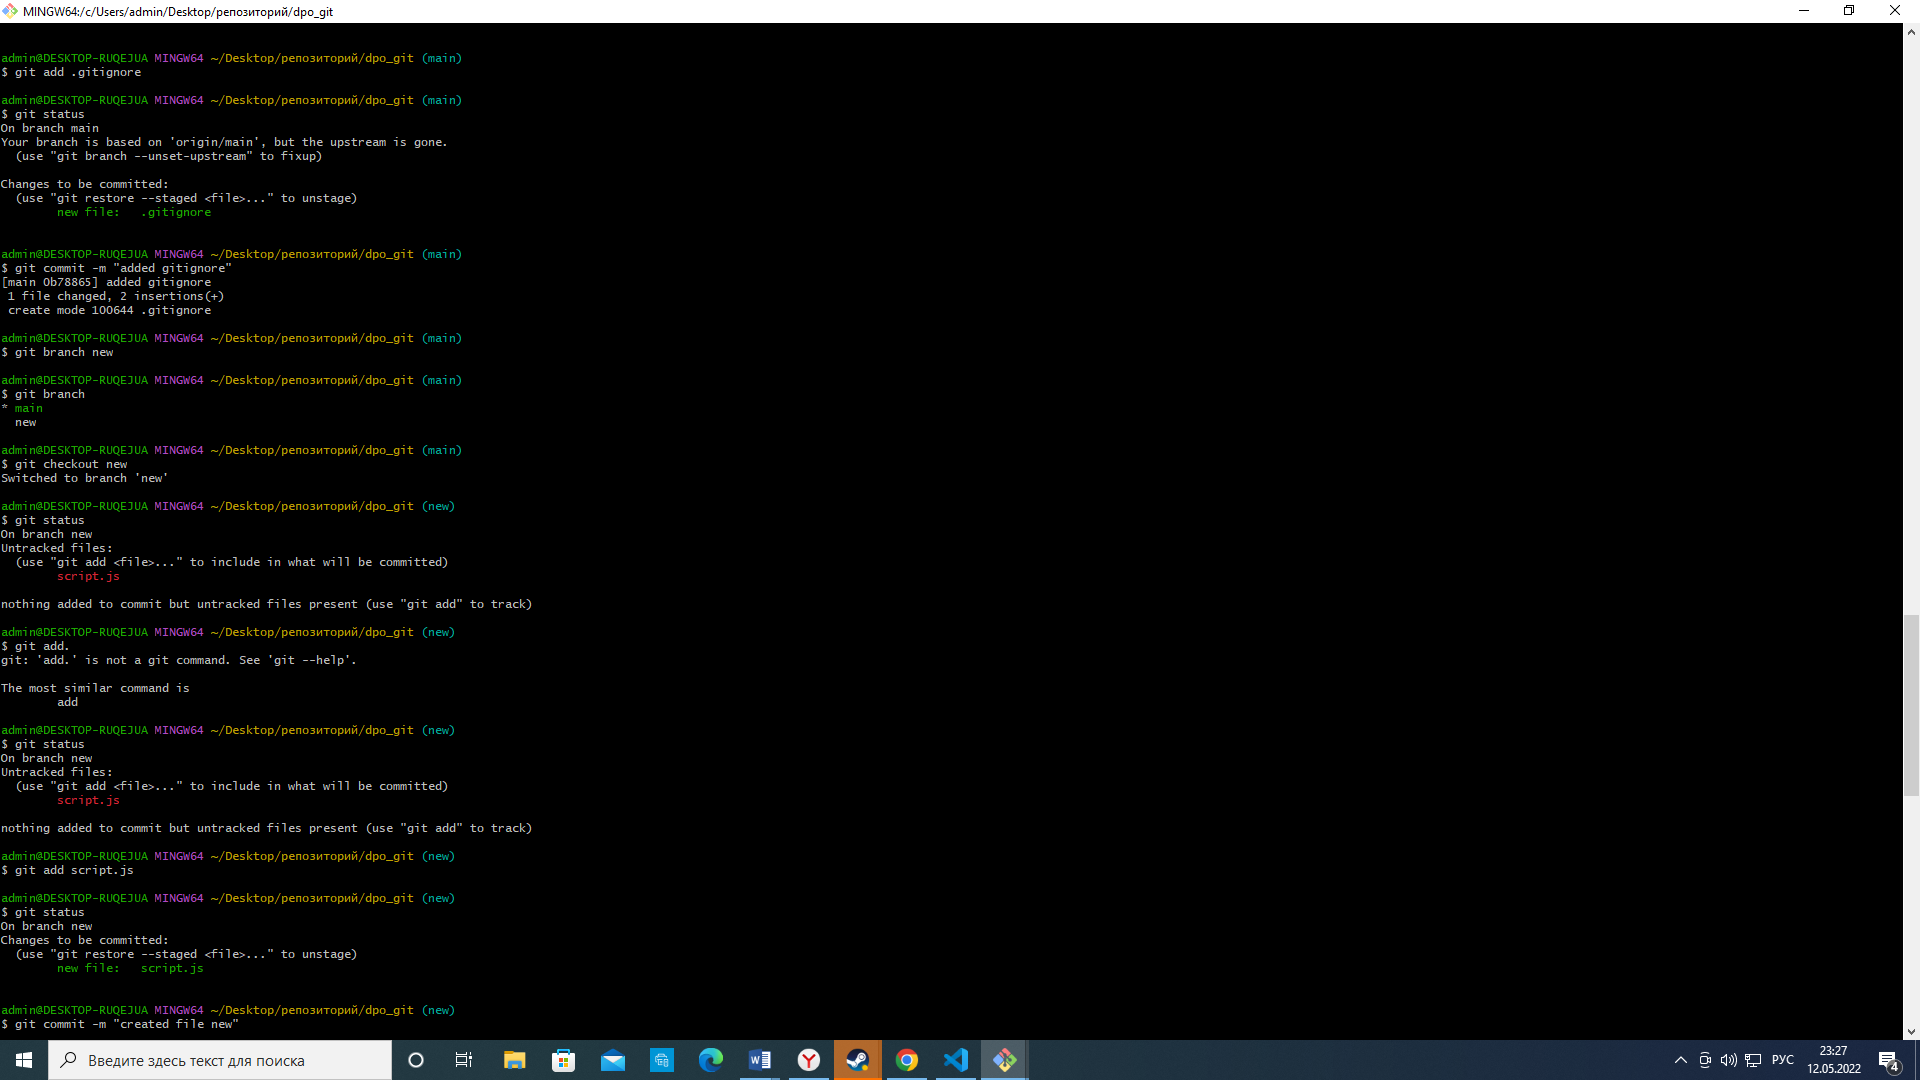 MINGW64:/c/Users/admin/Desktop/репозиторий/dpo_git
admin@DESKTOP-RUQEJUA MINGW64 ~/Desktop/репозиторий/dpo_git (main)
$ git add .gitignore
admin@DESKTOP-RUQEJUA MINGW64 ~/Desktop/репозиторий/dpo_git (main)
$ git status
On branch main
Your branch is based on 'origin/main', but the upstream is gone.
  (use "git branch --unset-upstream" to fixup)
Changes to be committed:
  (use "git restore --staged <file>..." to unstage)
        new file:   .gitignore
admin@DESKTOP-RUQEJUA MINGW64 ~/Desktop/репозиторий/dpo_git (main)
$ git commit -m "added gitignore"
[main 0b78865] added gitignore
 1 file changed, 2 insertions(+)
 create mode 100644 .gitignore
admin@DESKTOP-RUQEJUA MINGW64 ~/Desktop/репозиторий/dpo_git (main)
$ git branch new
admin@DESKTOP-RUQEJUA MINGW64 ~/Desktop/репозиторий/dpo_git (main)
$ git branch
* main
  new
admin@DESKTOP-RUQEJUA MINGW64 ~/Desktop/репозиторий/dpo_git (main)
$ git checkout new
Switched to branch 'new'
admin@DESKTOP-RUQEJUA MINGW64 ~/Desktop/репозиторий/dpo_git (new)
$ git status
On branch new
Untracked files:
  (use "git add <file>..." to include in what will be committed)
        script.js
nothing added to commit but untracked files present (use "git add" to track)
admin@DESKTOP-RUQEJUA MINGW64 ~/Desktop/репозиторий/dpo_git (new)
$ git add.
git: 'add.' is not a git command. See 'git --help'.
The most similar command is
        add
admin@DESKTOP-RUQEJUA MINGW64 ~/Desktop/репозиторий/dpo_git (new)
$ git status
On branch new
Untracked files:
  (use "git add <file>..." to include in what will be committed)
        script.js
nothing added to commit but untracked files present (use "git add" to track)
admin@DESKTOP-RUQEJUA MINGW64 ~/Desktop/репозиторий/dpo_git (new)
$ git add script.js
admin@DESKTOP-RUQEJUA MINGW64 ~/Desktop/репозиторий/dpo_git (new)
$ git status
On branch new
Changes to be committed:
  (use "git restore --staged <file>..." to unstage)
        new file:   script.js
admin@DESKTOP-RUQEJUA MINGW64 ~/Desktop/репозиторий/dpo_git (new)
$ git commit -m "created file new"
Введите здесь текст для поиска
РУС
23:27
12.05.2022
4